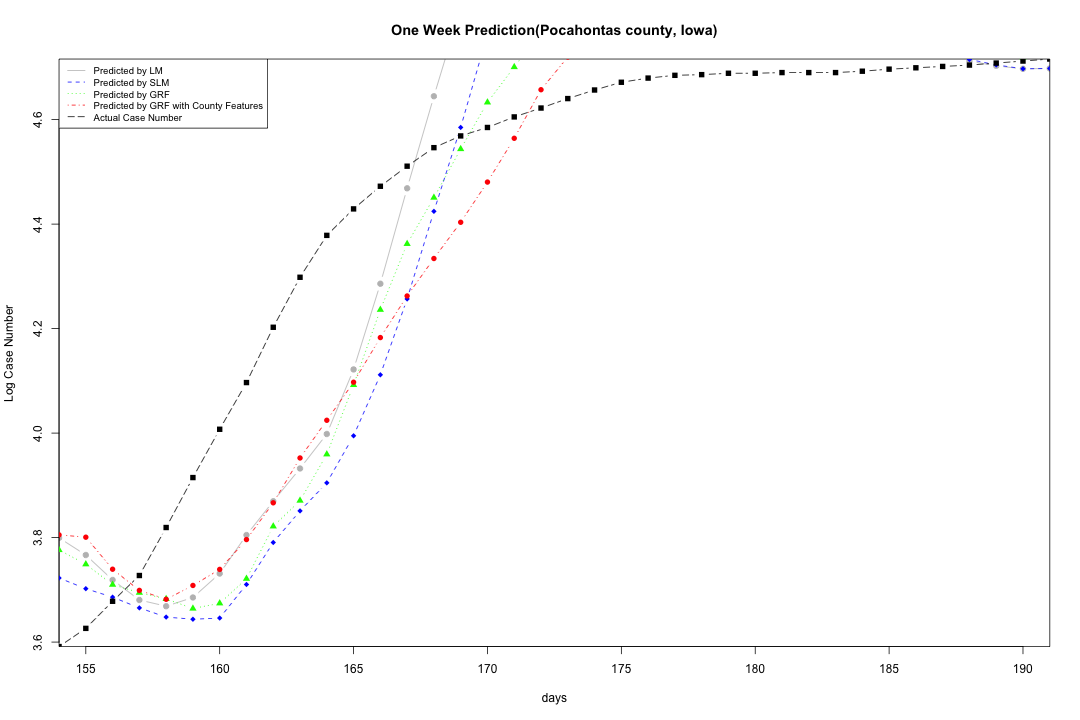 One Week Prediction(Pocahontas county, Iowa)
Predicted by LM
Predicted by SLM
Predicted by GRF
Predicted by GRF with County Features
Actual Case Number
Log Case Number
4.6
4.4
4.2
4.0
3.8
3.6
155 160 165 170 175 180 185 190
days